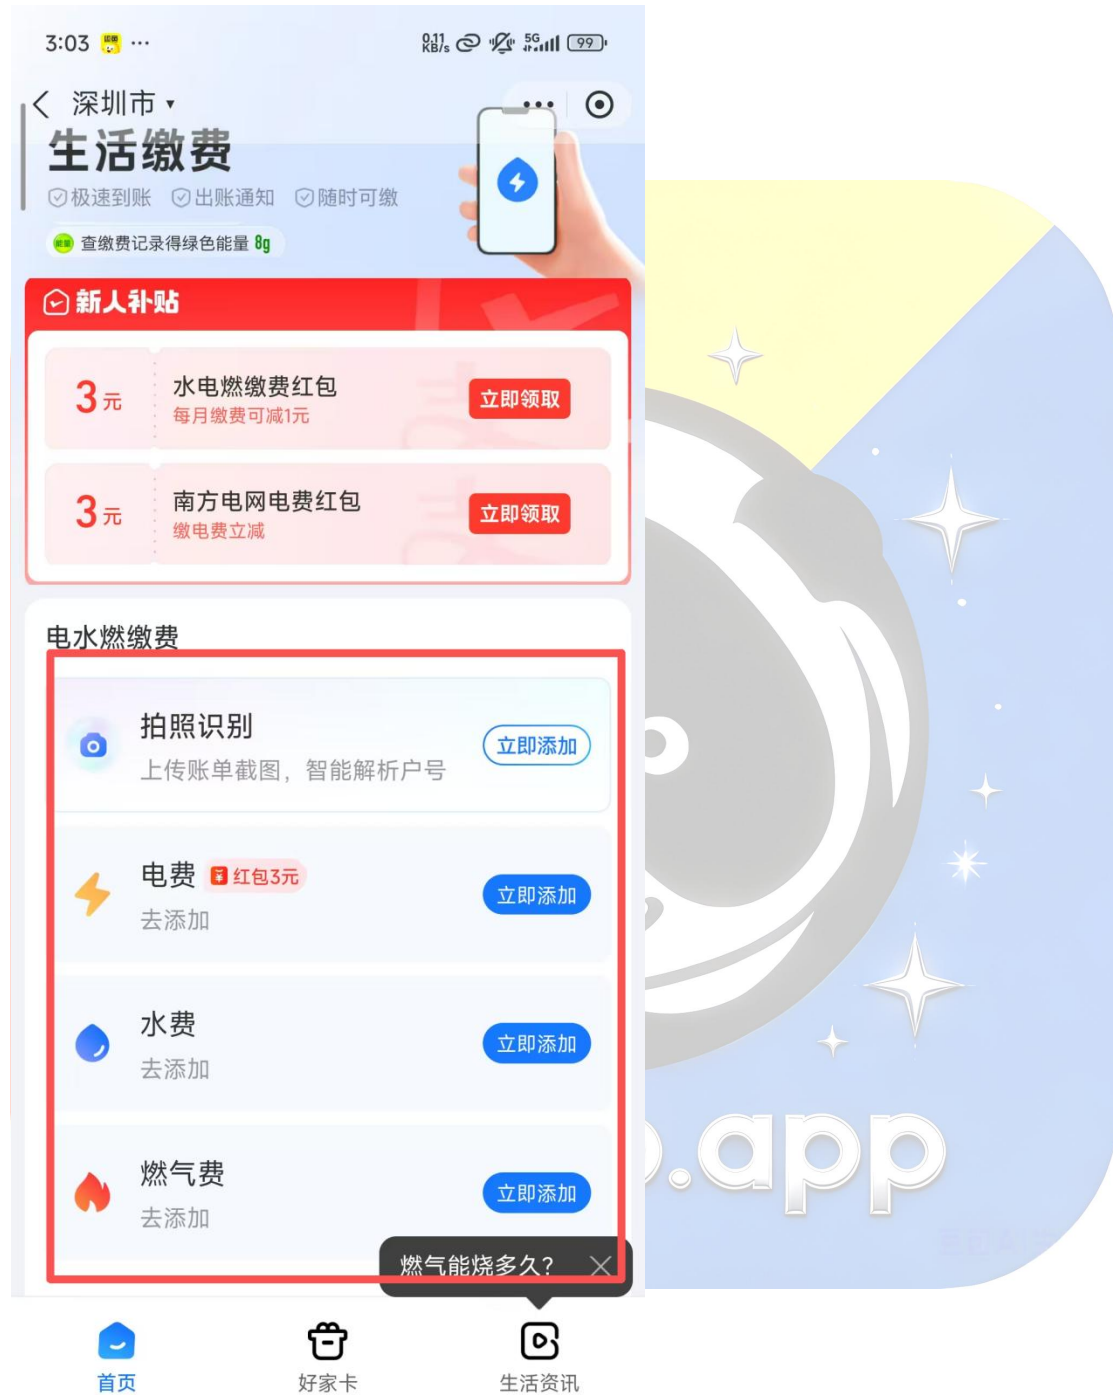 3:03 ··· 0.11 KB/s 5G 99
深圳市
生活缴费
极速到账 出账通知 随时可缴
能量 查缴费记录得绿色能量 8g
新人补贴
3元 水电燃缴费红包 立即领取
每月缴费可减1元
3元 南方电网电费红包 立即领取
缴电费立减
电水燃缴费
拍照识别 立即添加
上传账单截图，智能解析户号
电费 红包3元 立即添加
去添加
水费 立即添加
去添加
燃气费 立即添加
去添加
燃气能烧多久？
首页 好家卡 生活资讯
.app